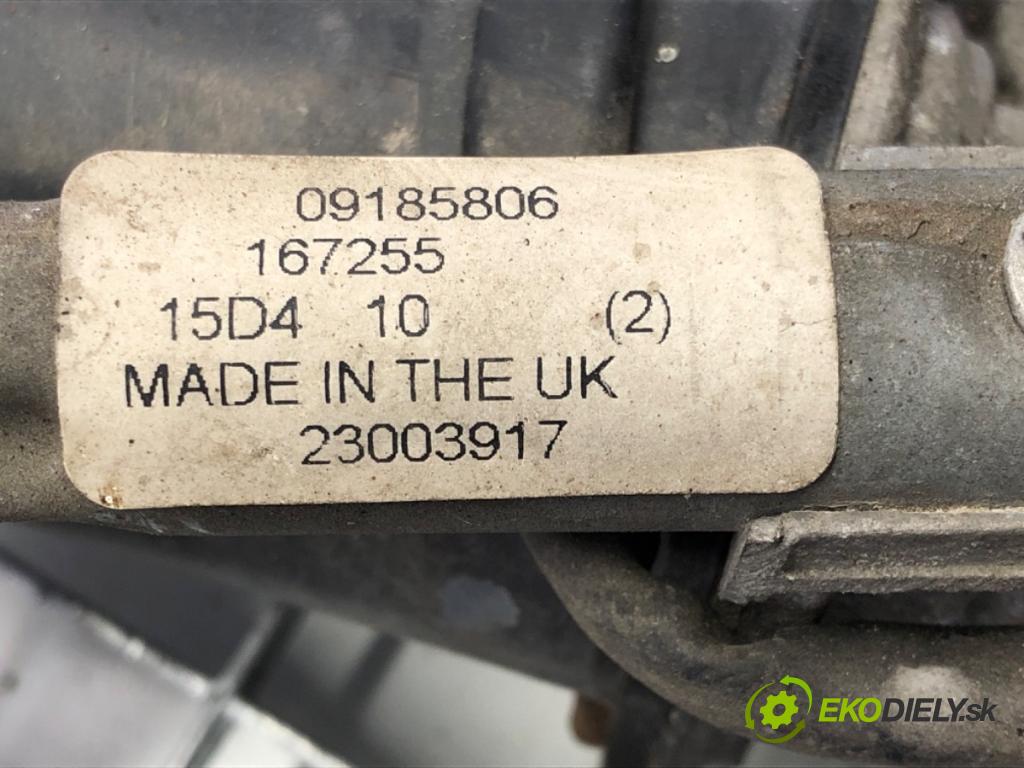 09185806
167255
15D4 10 (2)
MADE IN THE UK
23003917
EKODIELY.sk